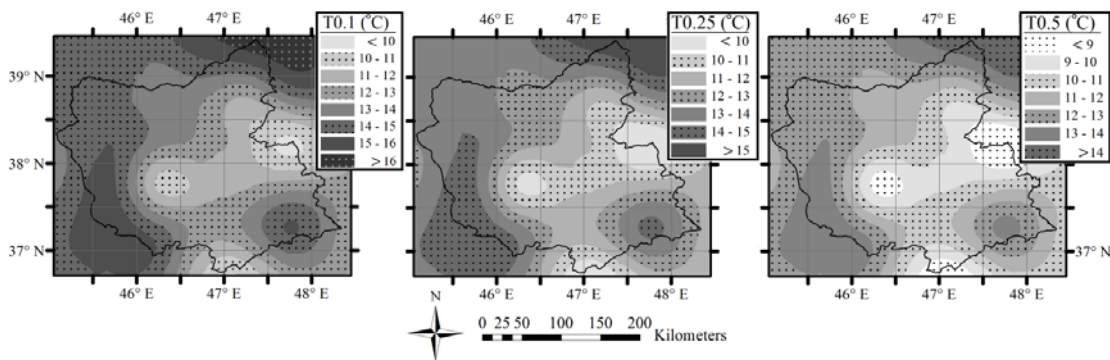 46° E 47° E
T0.1 (°C)
< 10
10 - 11
11 - 12
12 - 13
13 - 14
14 - 15
15 - 16
> 16
39° N
38° N
37° N
46° E 47° E 48° E
46° E 47° E
T0.25 (°C)
< 10
10 - 11
11 - 12
12 - 13
13 - 14
14 - 15
> 15
46° E 47° E 48° E
46° E 47° E
T0.5 (°C)
< 9
9 - 10
10 - 11
11 - 12
12 - 13
13 - 14
> 14
37° N
46° E 47° E 48° E
N
0 25 50 100 150 200
Kilometers